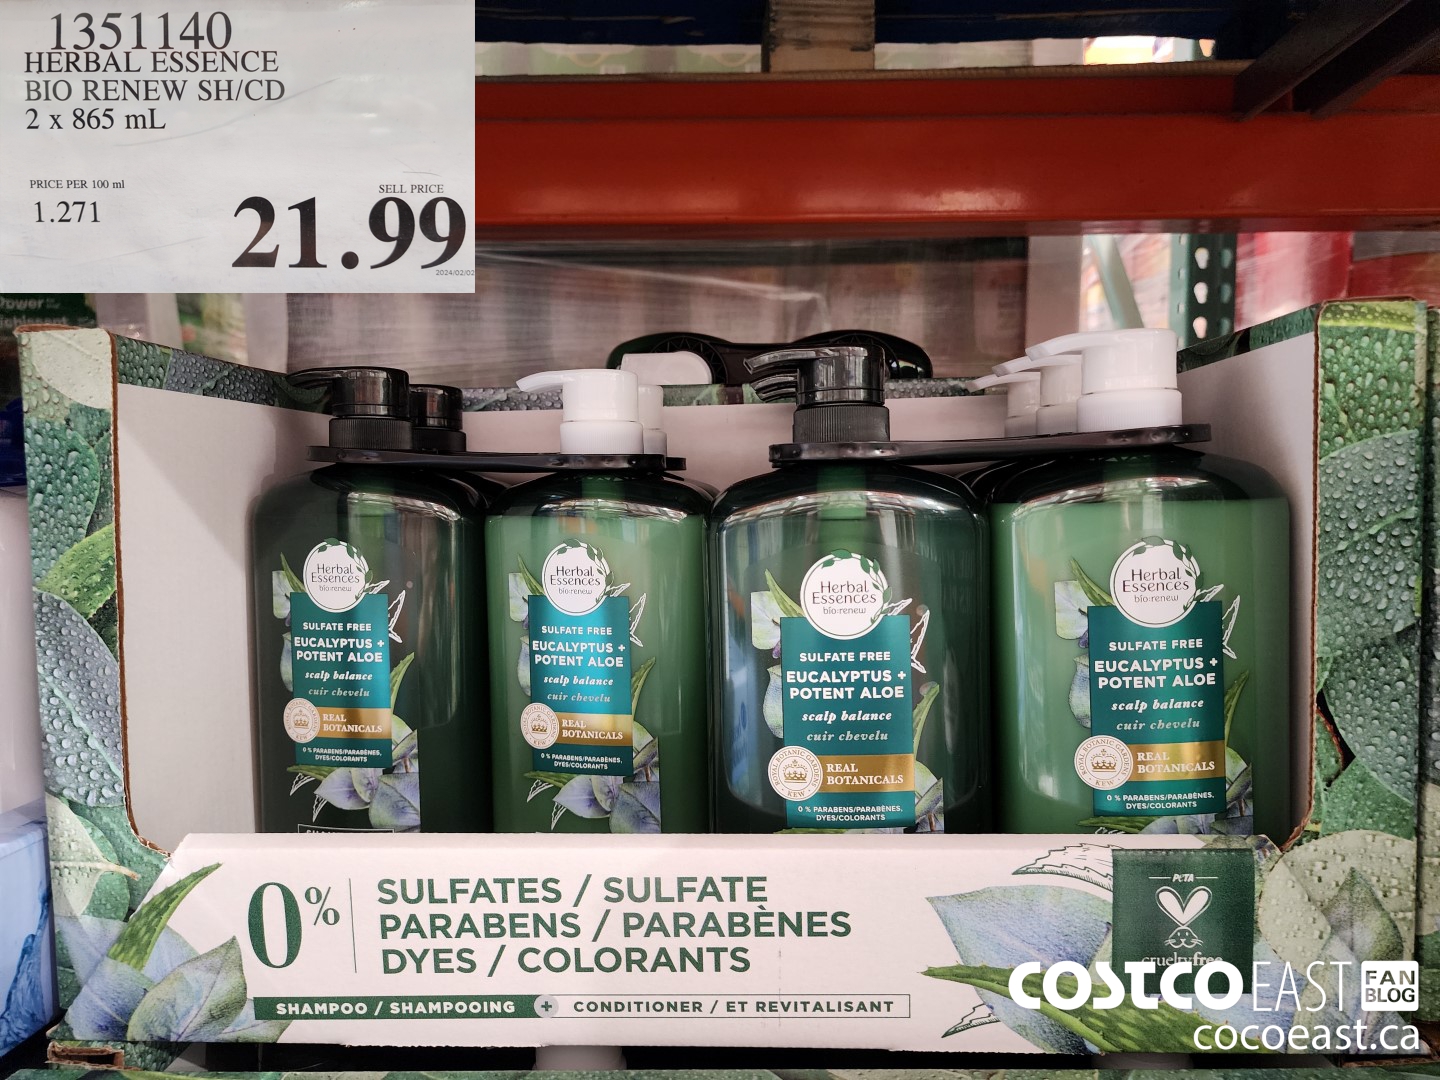 1351140
HERBAL ESSENCE
BIO RENEW SH/CD
2 x 865 mL
PRICE PER 100 ml
1.271
SELL PRICE
21.99
2024/02/02
Power
Herbal
Essences
bio:renew
SULFATE FREE
EUCALYPTUS +
POTENT ALOE
scalp balance
cuir chevelu
REAL
BOTANICALS
0 % PARABENS/PARABÈNES,
DYES/COLORANTS
Herbal
Essences
bio:renew
SULFATE FREE
EUCALYPTUS +
POTENT ALOE
scalp balance
cuir chevelu
REAL
BOTANICALS
0 % PARABENS/PARABÈNES,
DYES/COLORANTS
Herbal
Essences
bio:renew
SULFATE FREE
EUCALYPTUS +
POTENT ALOE
scalp balance
cuir chevelu
ROYAL BOTANIC GARDENS
KEW
REAL
BOTANICALS
0 % PARABENS/PARABÈNES,
DYES/COLORANTS
Herbal
Essences
bio:renew
SULFATE FREE
EUCALYPTUS +
POTENT ALOE
scalp balance
cuir chevelu
ROYAL BOTANIC GARDENS
KEW
REAL
BOTANICALS
0 % PARABENS/PARABÈNES,
DYES/COLORANTS
0%
SULFATES / SULFATE
PARABENS / PARABÈNES
DYES / COLORANTS
SHAMPOO / SHAMPOOING + CONDITIONER / ET REVITALISANT
PETA
crueltyfree
COSTCO EAST FAN BLOG
cocoeast.ca